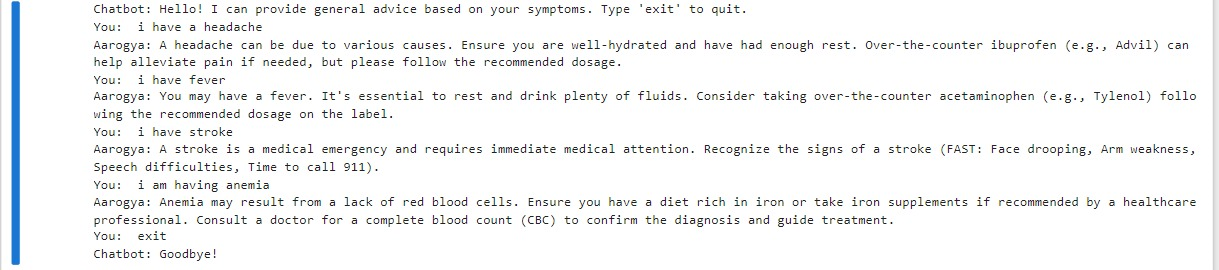 Chatbot: Hello! I can provide general advice based on your symptoms. Type 'exit' to quit.
You:  i have a headache
Aarogya: A headache can be due to various causes. Ensure you are well-hydrated and have had enough rest. Over-the-counter ibuprofen (e.g., Advil) can
help alleviate pain if needed, but please follow the recommended dosage.
You:  i have fever
Aarogya: You may have a fever. It's essential to rest and drink plenty of fluids. Consider taking over-the-counter acetaminophen (e.g., Tylenol) follo
wing the recommended dosage on the label.
You:  i have stroke
Aarogya: A stroke is a medical emergency and requires immediate medical attention. Recognize the signs of a stroke (FAST: Face drooping, Arm weakness,
Speech difficulties, Time to call 911).
You:  i am having anemia
Aarogya: Anemia may result from a lack of red blood cells. Ensure you have a diet rich in iron or take iron supplements if recommended by a healthcare
professional. Consult a doctor for a complete blood count (CBC) to confirm the diagnosis and guide treatment.
You:  exit
Chatbot: Goodbye!